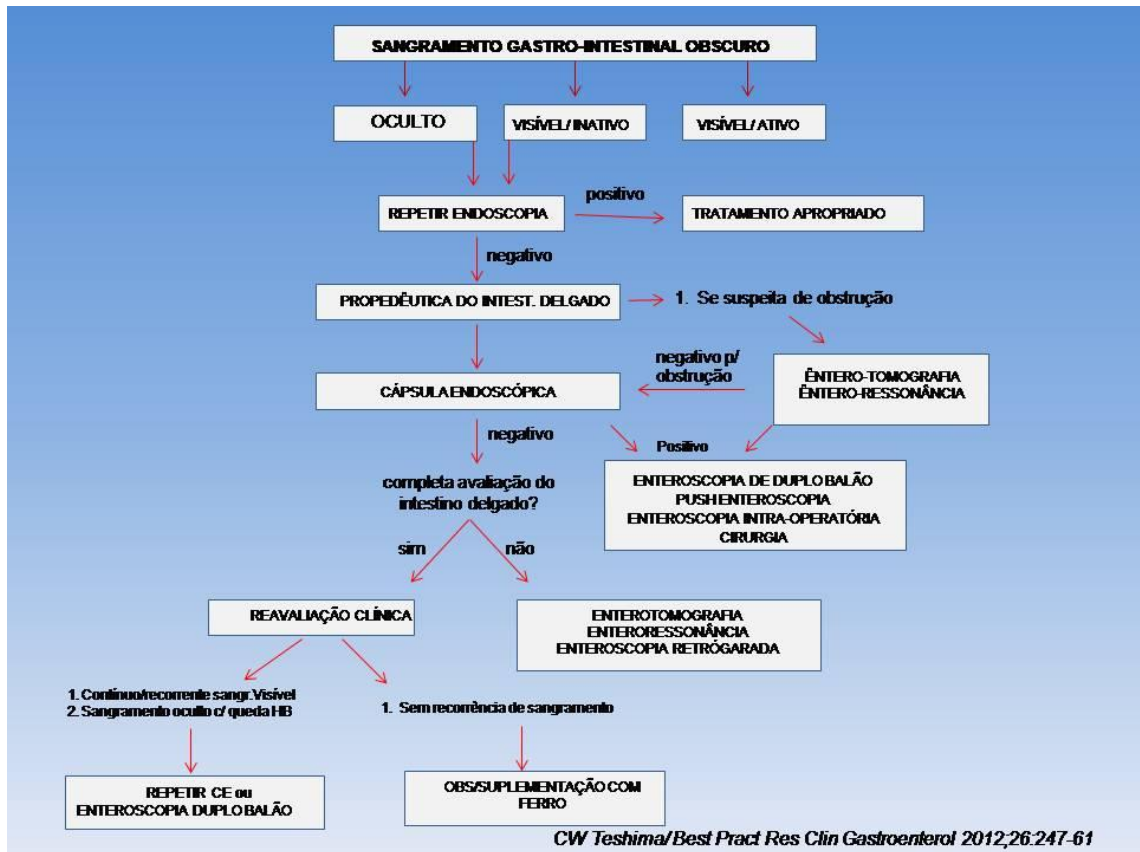 SANGRAMENTO GASTRO-INTESTINAL OBSCURO
OCULTO
VISÍVEL/ INATIVO
VISÍVEL/ ATIVO
REPETIR ENDOSCOPIA
positivo
TRATAMENTO APROPRIADO
negativo
PROPEDÊUTICA DO INTEST. DELGADO
1. Se suspeita de obstrução
negativo p/
obstrução
ÊNTERO-TOMOGRAFIA
ÊNTERO-RESSONÂNCIA
CÁPSULA ENDOSCÓPICA
negativo
Positivo
completa avaliação do
intestino delgado?
ENTEROSCOPIA DE DUPLO BALÃO
PUSH ENTEROSCOPIA
ENTEROSCOPIA INTRA-OPERATÓRIA
CIRURGIA
sim
não
REAVALIAÇÃO CLÍNICA
ENTEROTOMOGRAFIA
ENTERORESSONÂNCIA
ENTEROSCOPIA RETRÓGARADA
1. Contínuo/recorrente sangr.Visível
2. Sangramento oculto c/ queda HB
1. Sem recorrência de sangramento
REPETIR CE ou
ENTEROSCOPIA DUPLO BALÃO
OBS/SUPLEMENTAÇÃO COM
FERRO
CW Teshima/Best Pract Res Clin Gastroenterol 2012;26:247-61